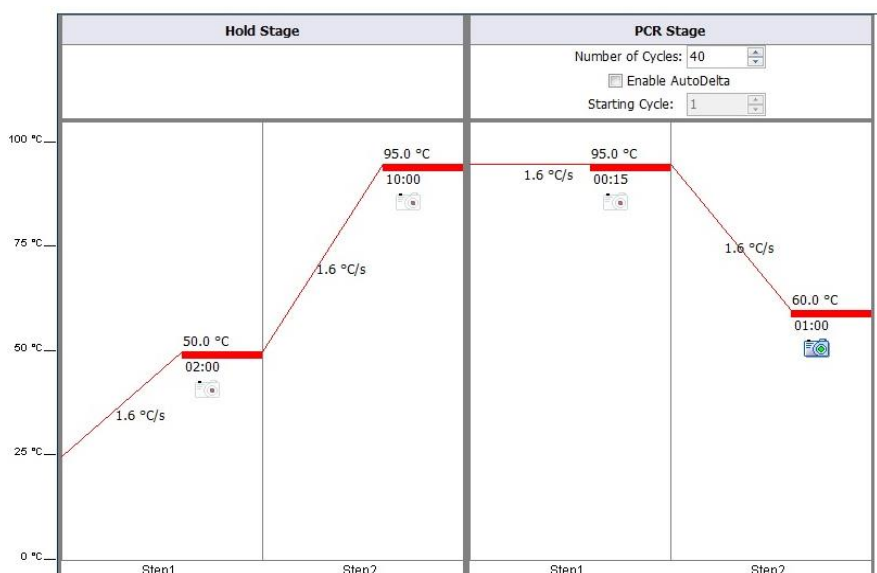 Hold Stage
PCR Stage
Number of Cycles: 40
Enable AutoDelta
Starting Cycle: 1
100 °C
75 °C
50 °C
25 °C
0 °C
1.6 °C/s
50.0 °C
02:00
1.6 °C/s
95.0 °C
10:00
1.6 °C/s
95.0 °C
00:15
1.6 °C/s
60.0 °C
01:00
Step1
Step2
Step1
Step2